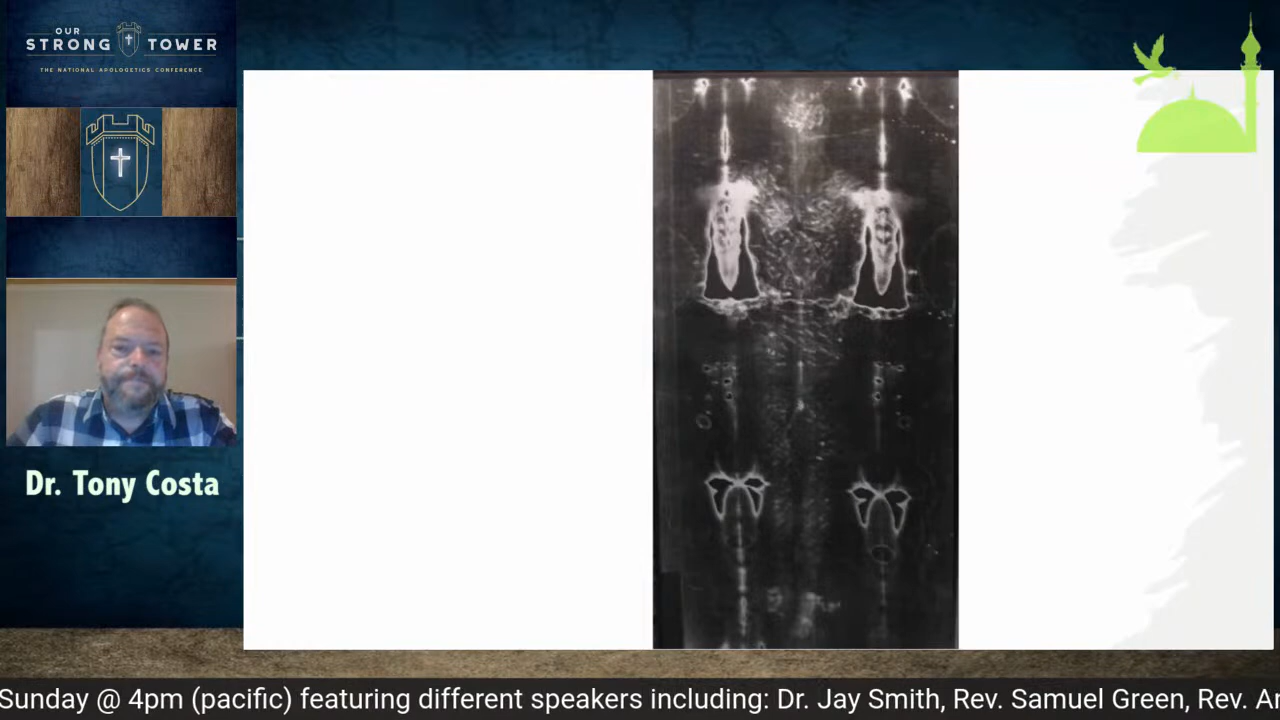 OUR
STRONG TOWER
THE NATIONAL APOLOGETICS CONFERENCE
Dr. Tony Costa
Sunday @ 4pm (pacific) featuring different speakers including: Dr. Jay Smith, Rev. Samuel Green, Rev.